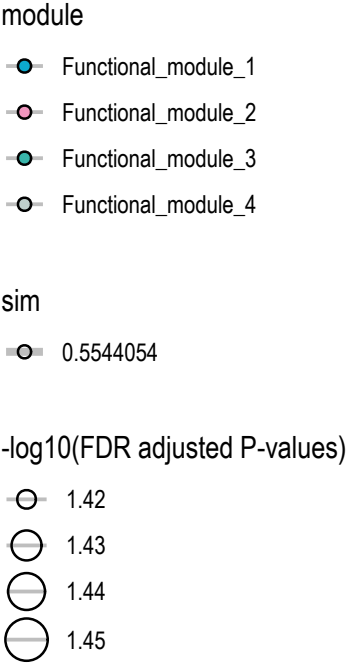 module
Functional_module_1
Functional_module_2
Functional_module_3
Functional_module_4
sim
0.5544054
-log10(FDR adjusted P-values)
1.42
1.43
1.44
1.45